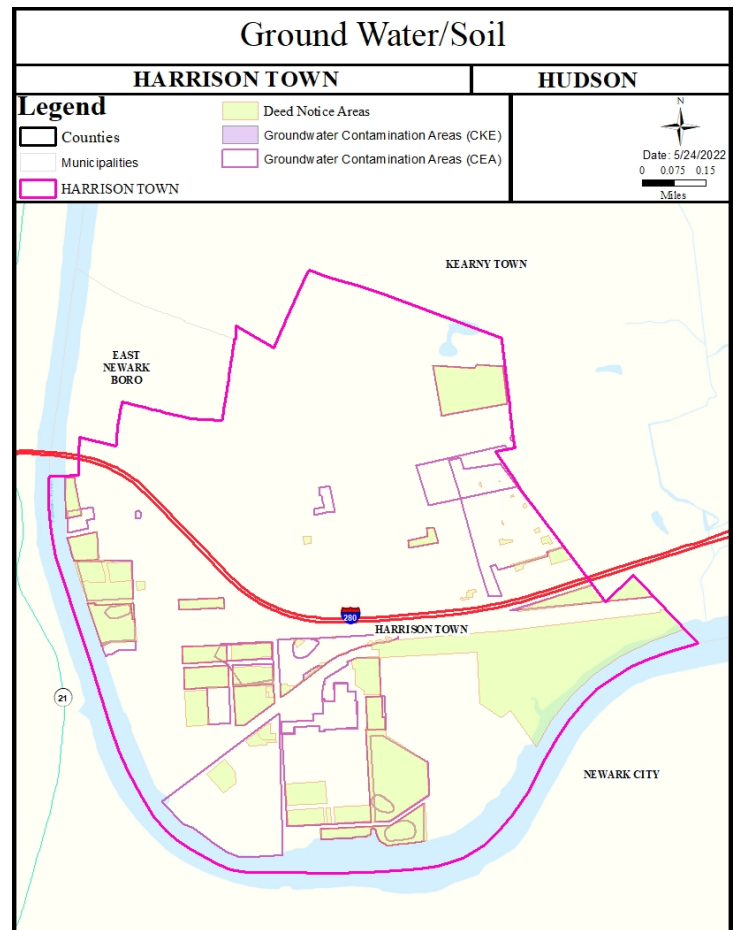 Ground Water/Soil
HARRISON TOWN
HUDSON
Legend
Counties
Municipalities
HARRISON TOWN
Deed Notice Areas
Groundwater Contamination Areas (CKE)
Groundwater Contamination Areas (CEA)
N
Date: 5/24/2022
0 0.075 0.15
Miles
KEARNY TOWN
EAST
NEWARK
BORO
280
HARRISON TOWN
21
NEWARK CITY